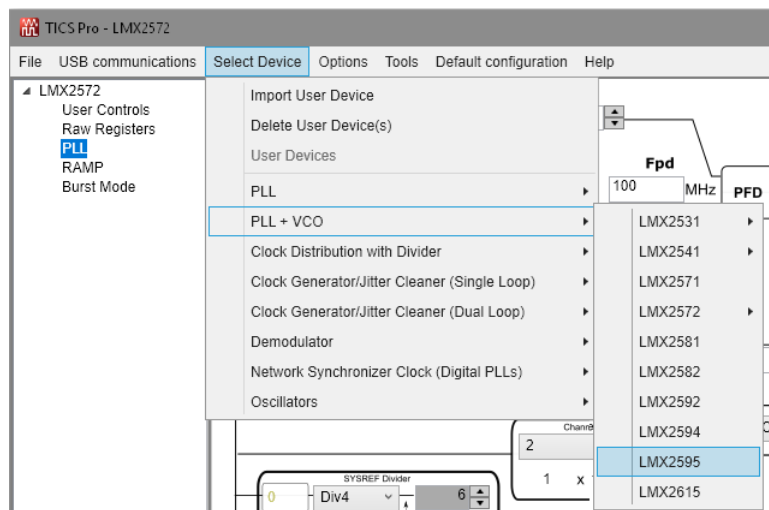 TICS Pro - LMX2572
File USB communications Select Device Options Tools Default configuration Help
LMX2572
User Controls
Raw Registers
PLL
RAMP
Burst Mode
Import User Device
Delete User Device(s)
User Devices
PLL
PLL + VCO
Clock Distribution with Divider
Clock Generator/Jitter Cleaner (Single Loop)
Clock Generator/Jitter Cleaner (Dual Loop)
Demodulator
Network Synchronizer Clock (Digital PLLs)
Oscillators
Fpd
100 MHz PFD
LMX2531
LMX2541
LMX2571
LMX2572
LMX2581
LMX2582
LMX2592
LMX2594
LMX2595
LMX2615
2
1 x
SYSREF Divider
0 Div4 6